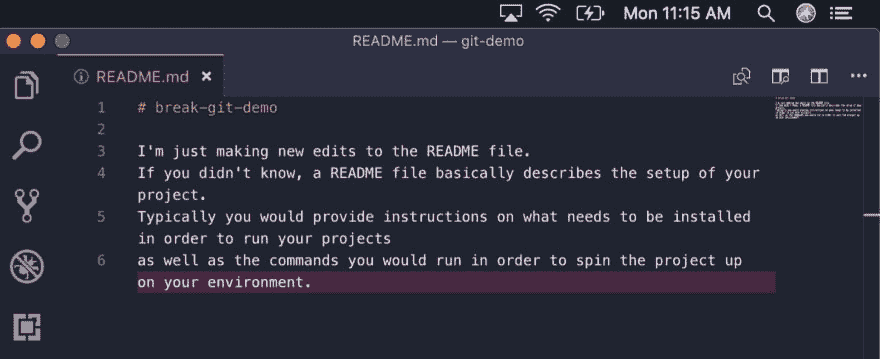 Mon 11:15 AM
README.md — git-demo
README.md
1 # break-git-demo
2
3 I'm just making new edits to the README file.
4 If you didn't know, a README file basically describes the setup of your
project.
5 Typically you would provide instructions on what needs to be installed
in order to run your projects
6 as well as the commands you would run in order to spin the project up
on your environment.